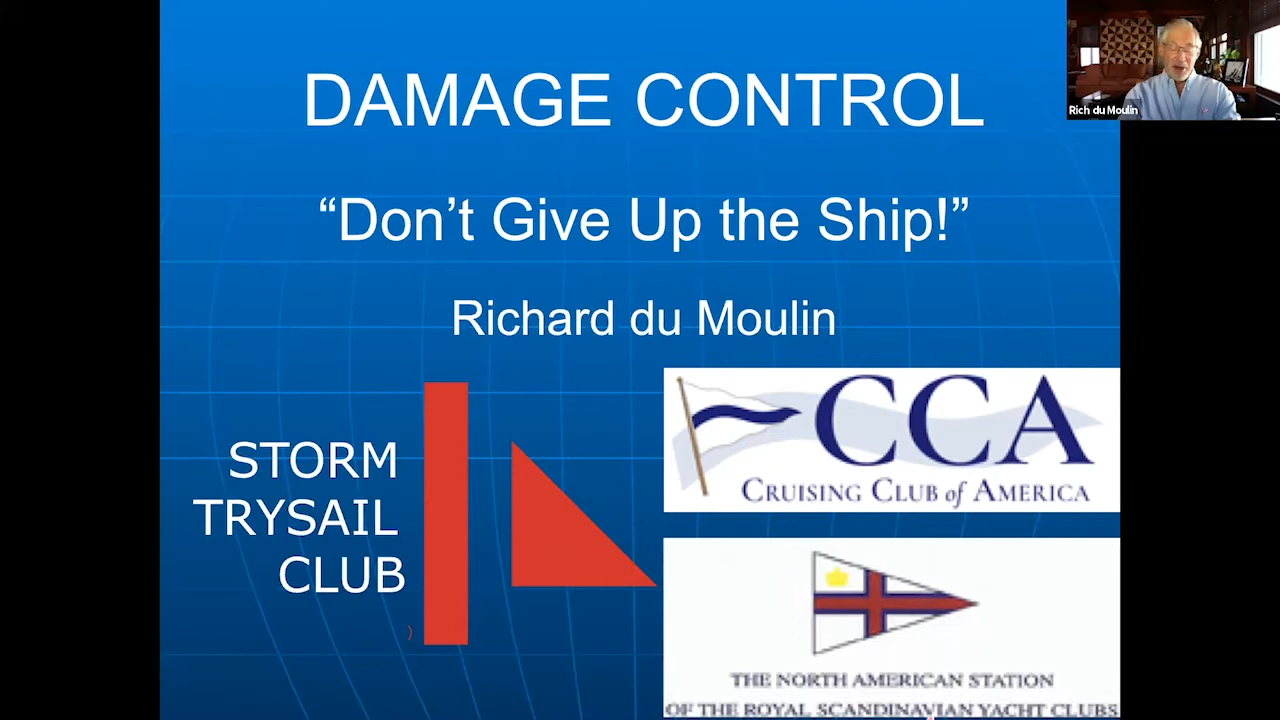 DAMAGE CONTROL
Rich du Moulin
“Don’t Give Up the Ship!”
Richard du Moulin
STORM
TRYSAIL
CLUB
CCA
CRUISING CLUB of AMERICA
THE NORTH AMERICAN STATION
OF THE ROYAL SCANDINAVIAN YACHT CLUBS